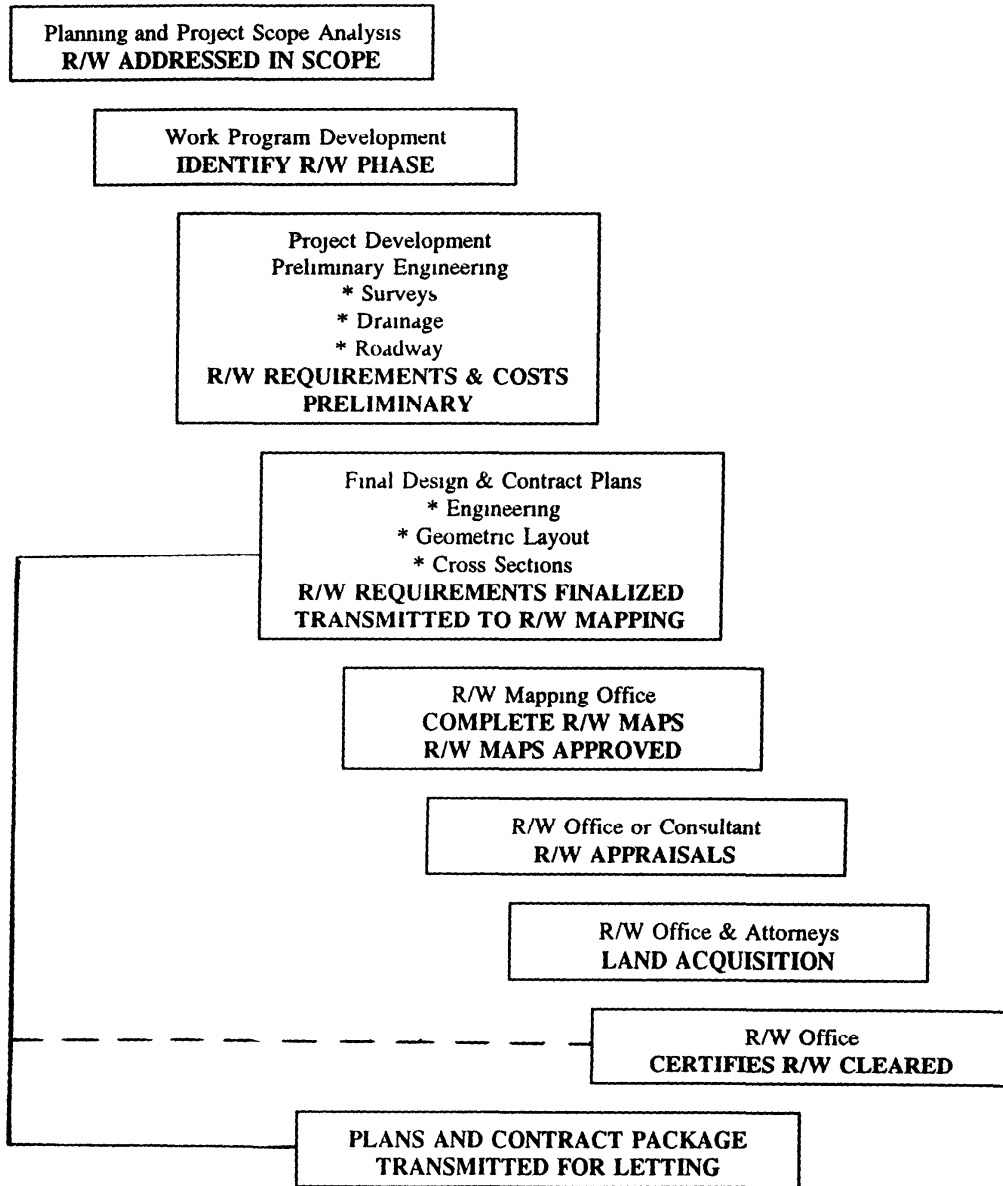 Planning and Project Scope Analysis
R/W ADDRESSED IN SCOPE
Work Program Development
IDENTIFY R/W PHASE
Project Development
Preliminary Engineering
* Surveys
* Drainage
* Roadway
R/W REQUIREMENTS & COSTS
PRELIMINARY
Final Design & Contract Plans
* Engineering
* Geometric Layout
* Cross Sections
R/W REQUIREMENTS FINALIZED
TRANSMITTED TO R/W MAPPING
R/W Mapping Office
COMPLETE R/W MAPS
R/W MAPS APPROVED
R/W Office or Consultant
R/W APPRAISALS
R/W Office & Attorneys
LAND ACQUISITION
R/W Office
CERTIFIES R/W CLEARED
PLANS AND CONTRACT PACKAGE
TRANSMITTED FOR LETTING